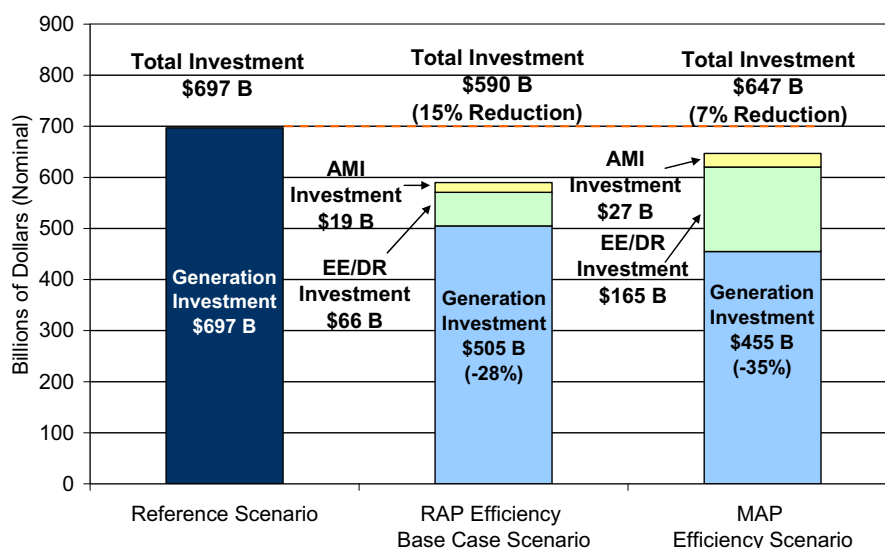 900
800
700
600
500
400
300
200
100
0
Billions of Dollars (Nominal)
Total Investment
$697 B
Total Investment
$590 B
(15% Reduction)
Total Investment
$647 B
(7% Reduction)
AMI
Investment
$19 B
EE/DR
Investment
$66 B
AMI
Investment
$27 B
EE/DR
Investment
$165 B
Generation
Investment
$697 B
Generation
Investment
$505 B
(-28%)
Generation
Investment
$455 B
(-35%)
Reference Scenario
RAP Efficiency
Base Case Scenario
MAP
Efficiency Scenario